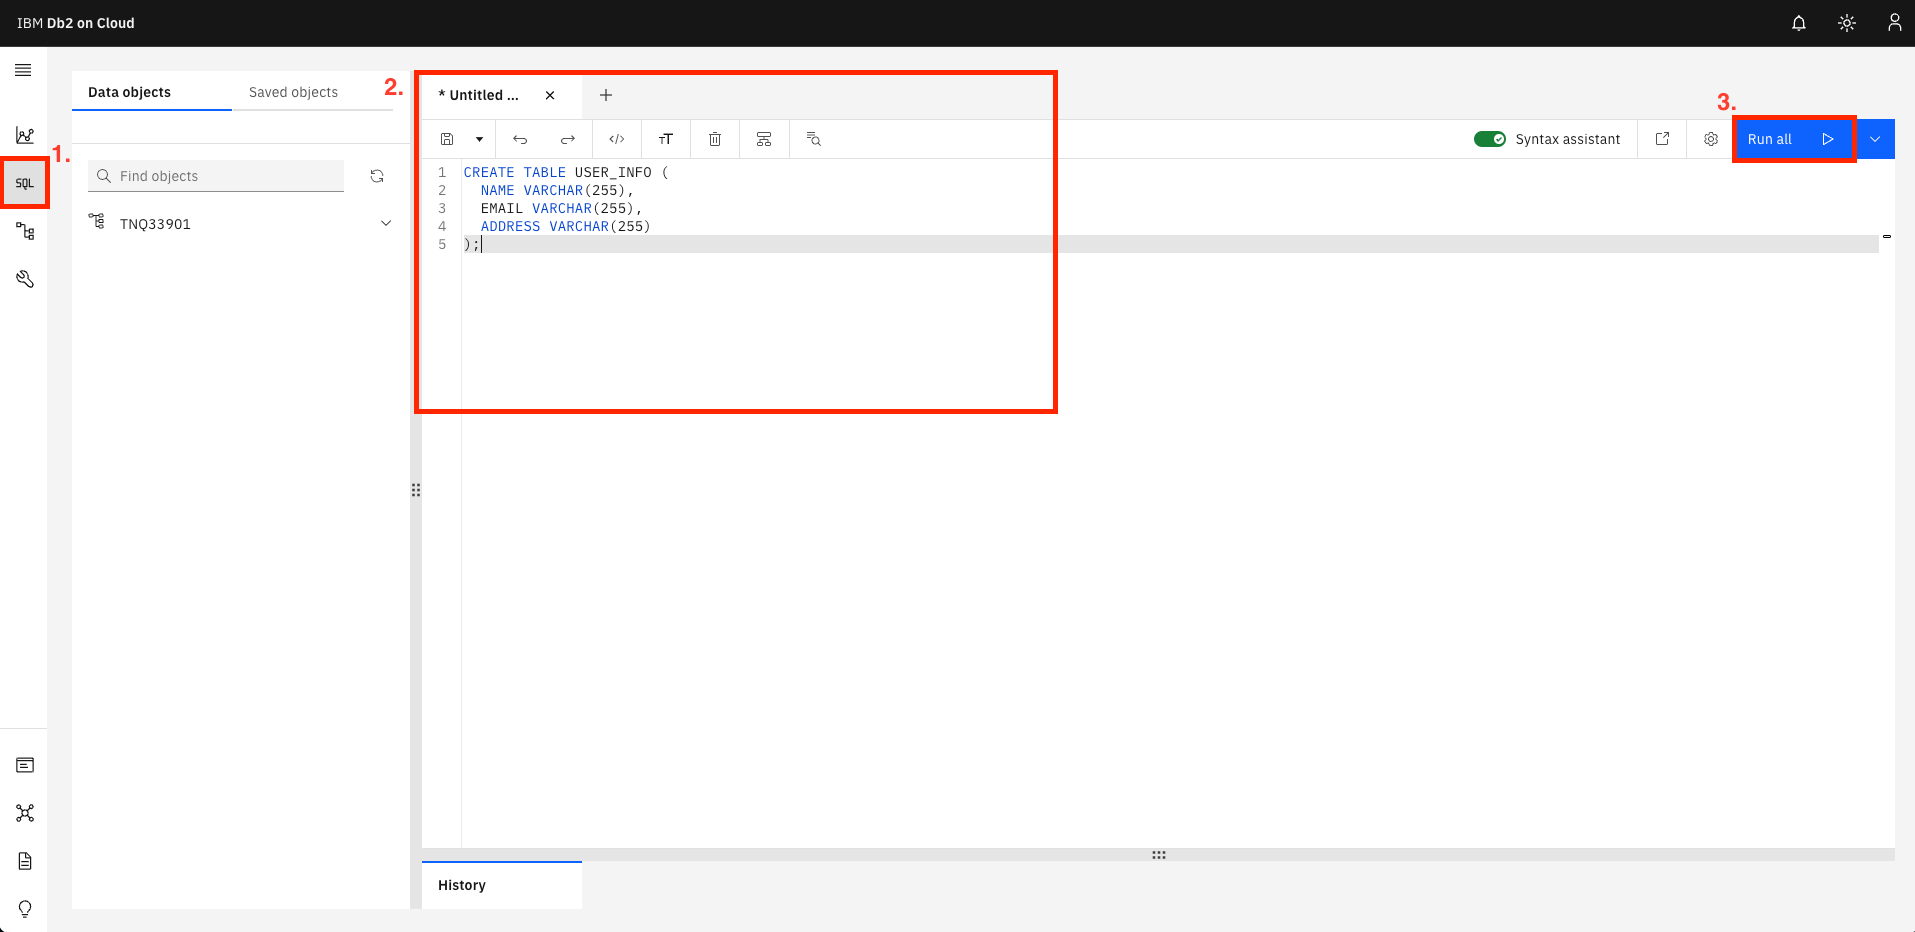 IBM Db2 on Cloud
1.
SQL
Data objects
Saved objects
Find objects
TNQ33901
2.
* Untitled ...
Syntax assistant
3.
Run all
1 CREATE TABLE USER_INFO (
2 NAME VARCHAR(255),
3 EMAIL VARCHAR(255),
4 ADDRESS VARCHAR(255)
5 );
History